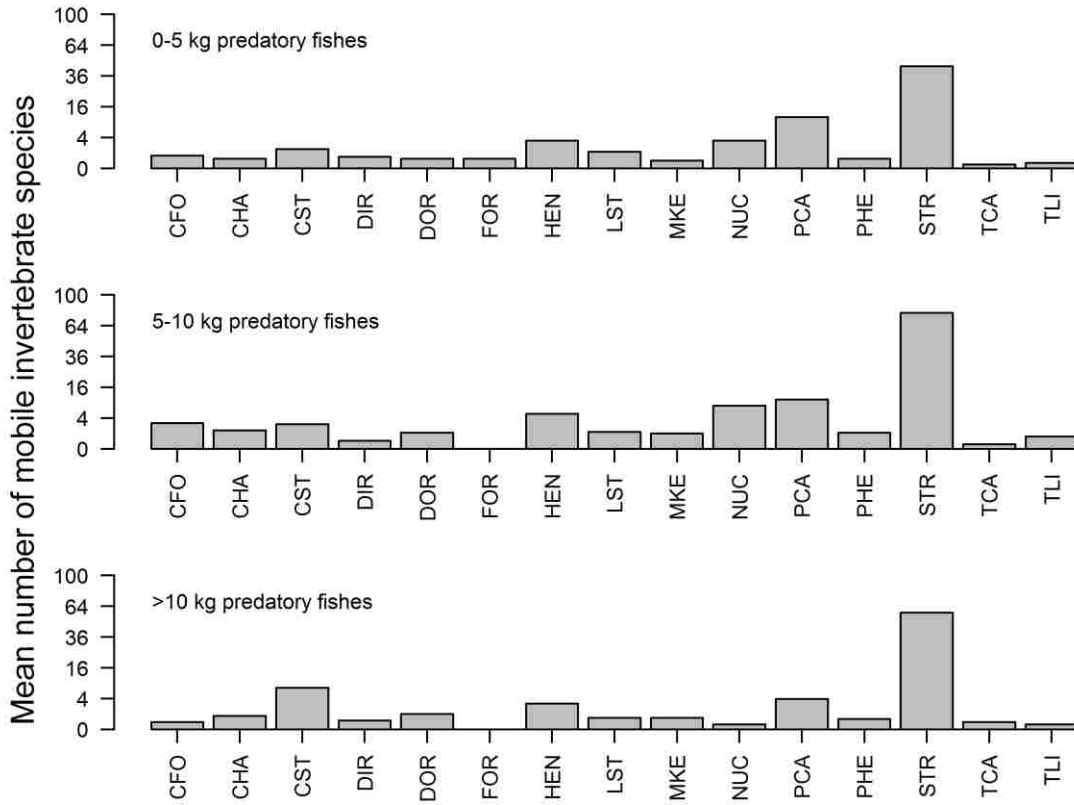 Mean number of mobile invertebrate species
0-5 kg predatory fishes
100
64
36
16
4
0
CFO
CHA
CST
DIR
DOR
FOR
HEN
LST
MKE
NUC
PCA
PHE
STR
TCA
TLI
5-10 kg predatory fishes
100
64
36
16
4
0
CFO
CHA
CST
DIR
DOR
FOR
HEN
LST
MKE
NUC
PCA
PHE
STR
TCA
TLI
>10 kg predatory fishes
100
64
36
16
4
0
CFO
CHA
CST
DIR
DOR
FOR
HEN
LST
MKE
NUC
PCA
PHE
STR
TCA
TLI